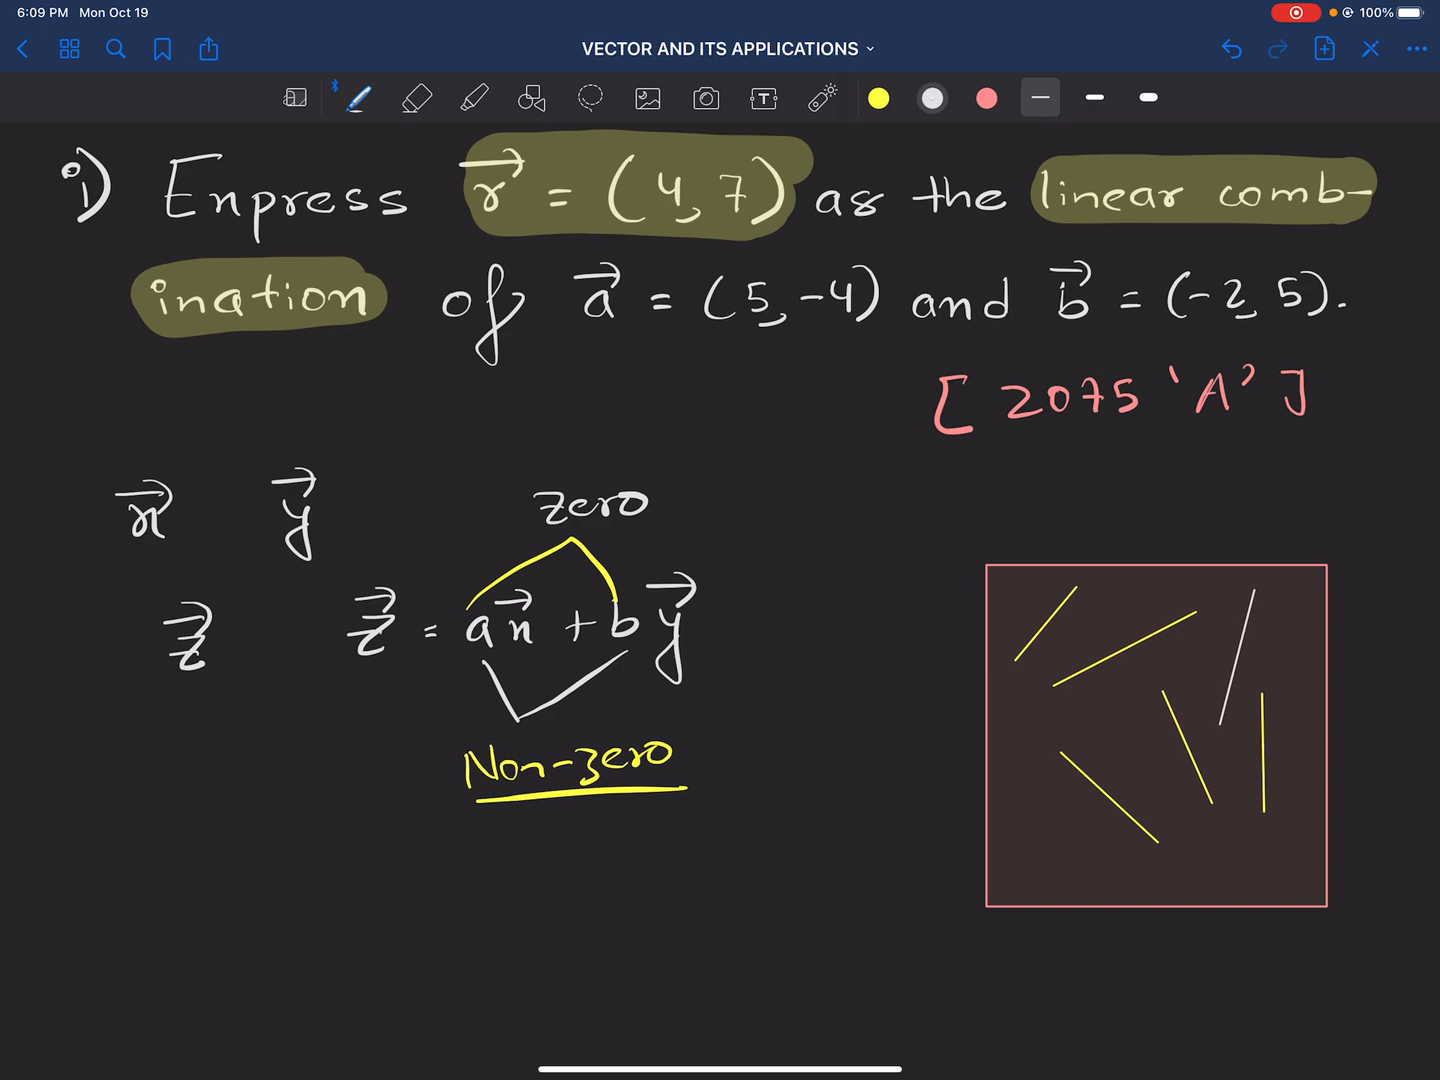 6:09 PM Mon Oct 19
100%
VECTOR AND ITS APPLICATIONS
T
i) Express r⃗ = (4, 7) as the linear comb-
ination of a⃗ = (5, -4) and b⃗ = (-2, 5).
[ 2075 'A' ]
x⃗ y⃗
zero
z⃗ z⃗ = ax⃗ + by⃗
Non-zero